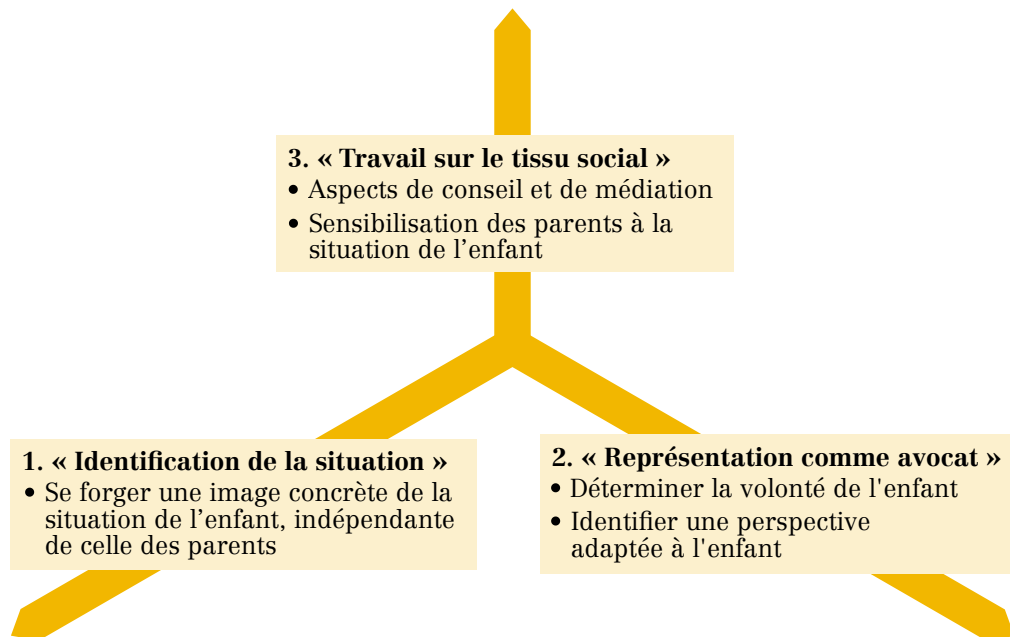 3. « Travail sur le tissu social »
• Aspects de conseil et de médiation
• Sensibilisation des parents à la
situation de l’enfant
1. « Identification de la situation »
• Se forger une image concrète de la
situation de l’enfant, indépendante
de celle des parents
2. « Représentation comme avocat »
• Déterminer la volonté de l'enfant
• Identifier une perspective
adaptée à l'enfant